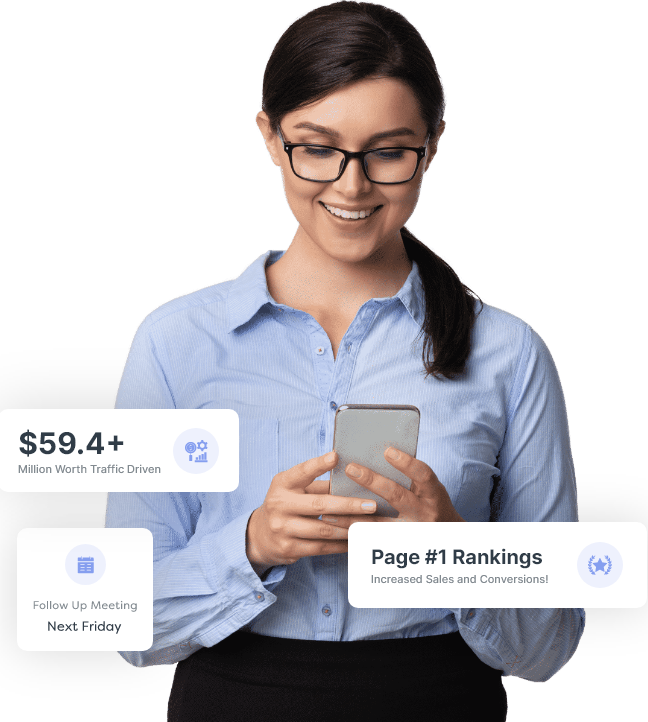 $59.4+
Million Worth Traffic Driven
Page #1 Rankings
Increased Sales and Conversions!
Follow Up Meeting
Next Friday